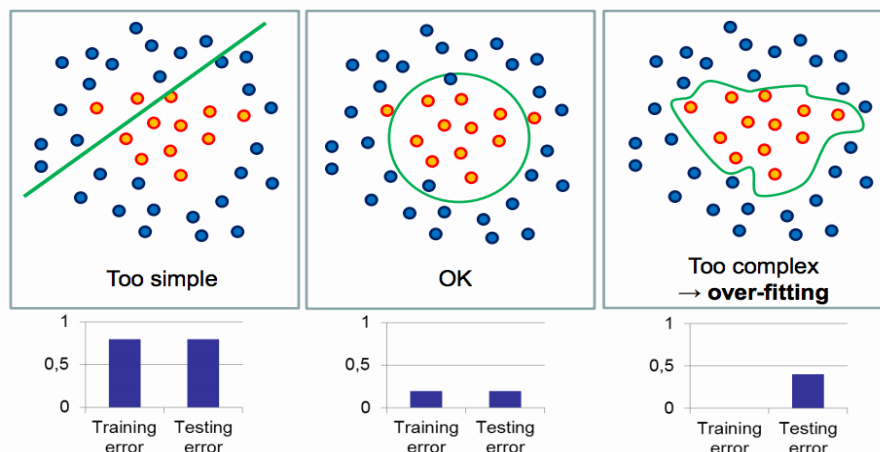 Too simple
OK
Too complex
→ over-fitting
1
0,5
0
Training error
Testing error
1
0,5
0
Training error
Testing error
1
0,5
0
Training error
Testing error